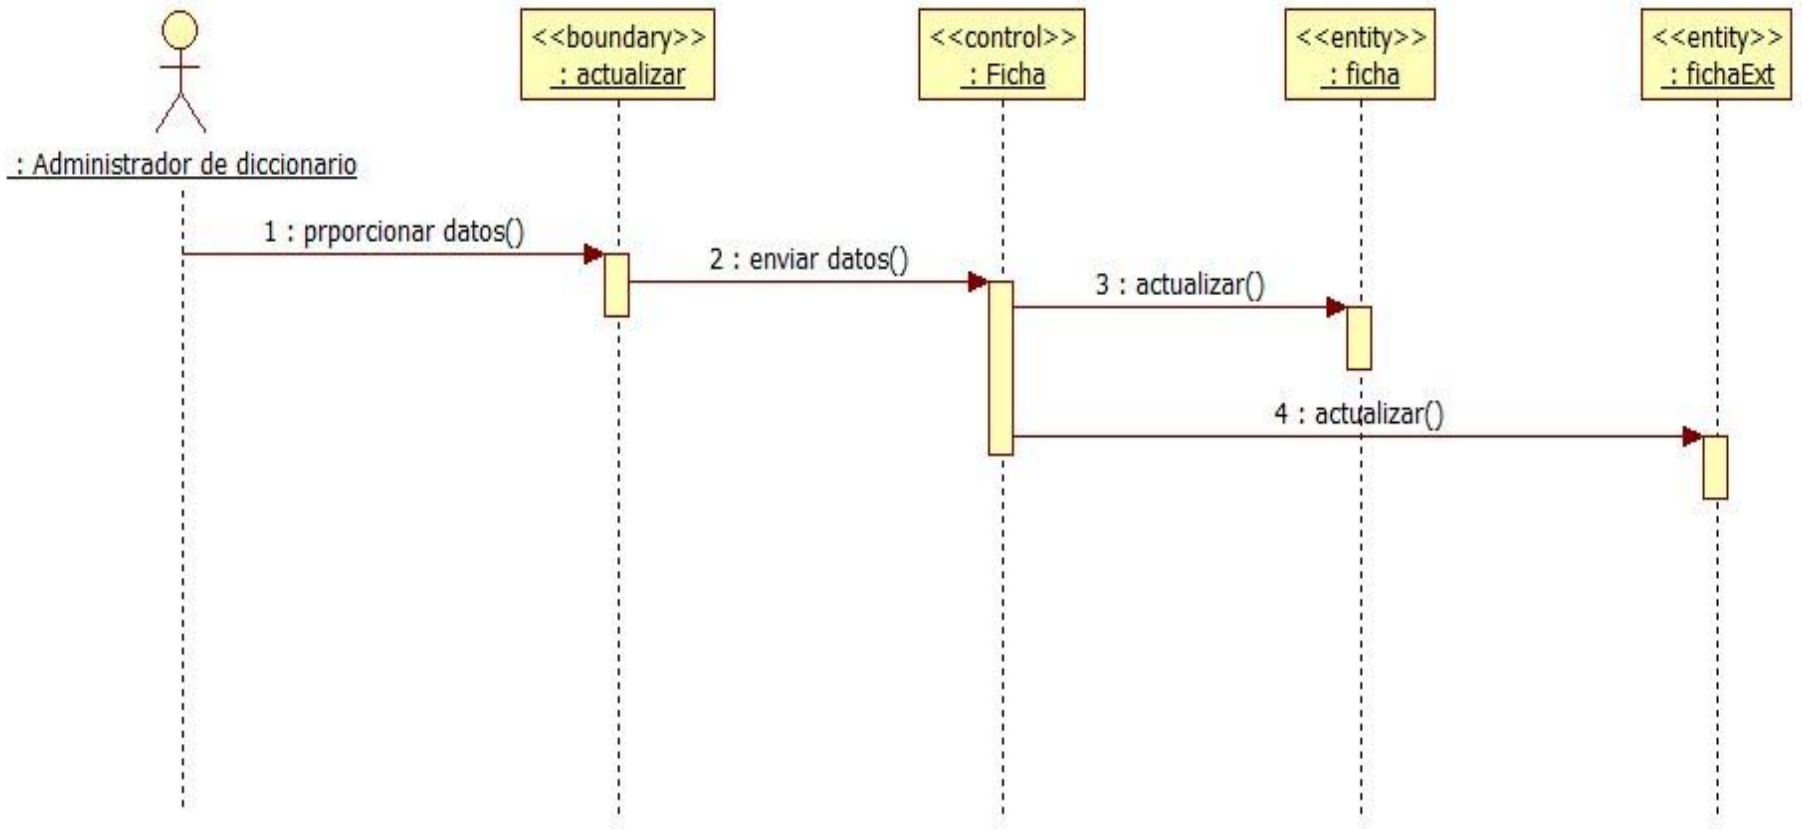 <<boundary>>
: actualizar
<<control>>
: Ficha
<<entity>>
: ficha
<<entity>>
: fichaExt
: Administrador de diccionario
1 : prporcionar datos()
2 : enviar datos()
3 : actualizar()
4 : actualizar()